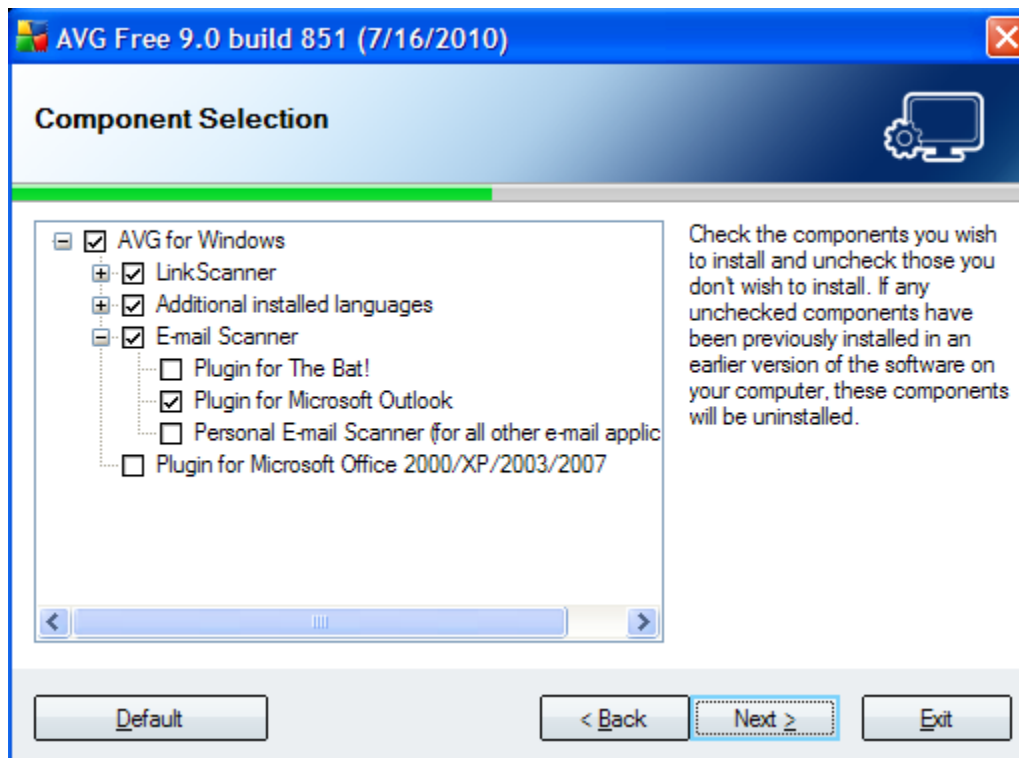 AVG Free 9.0 build 851 (7/16/2010)
Component Selection
AVG for Windows
LinkScanner
Additional installed languages
E-mail Scanner
Plugin for The Bat!
Plugin for Microsoft Outlook
Personal E-mail Scanner (for all other e-mail applic
Plugin for Microsoft Office 2000/XP/2003/2007
Check the components you wish
to install and uncheck those you
don't wish to install. If any
unchecked components have
been previously installed in an
earlier version of the software on
your computer, these components
will be uninstalled.
Default
< Back
Next >
Exit